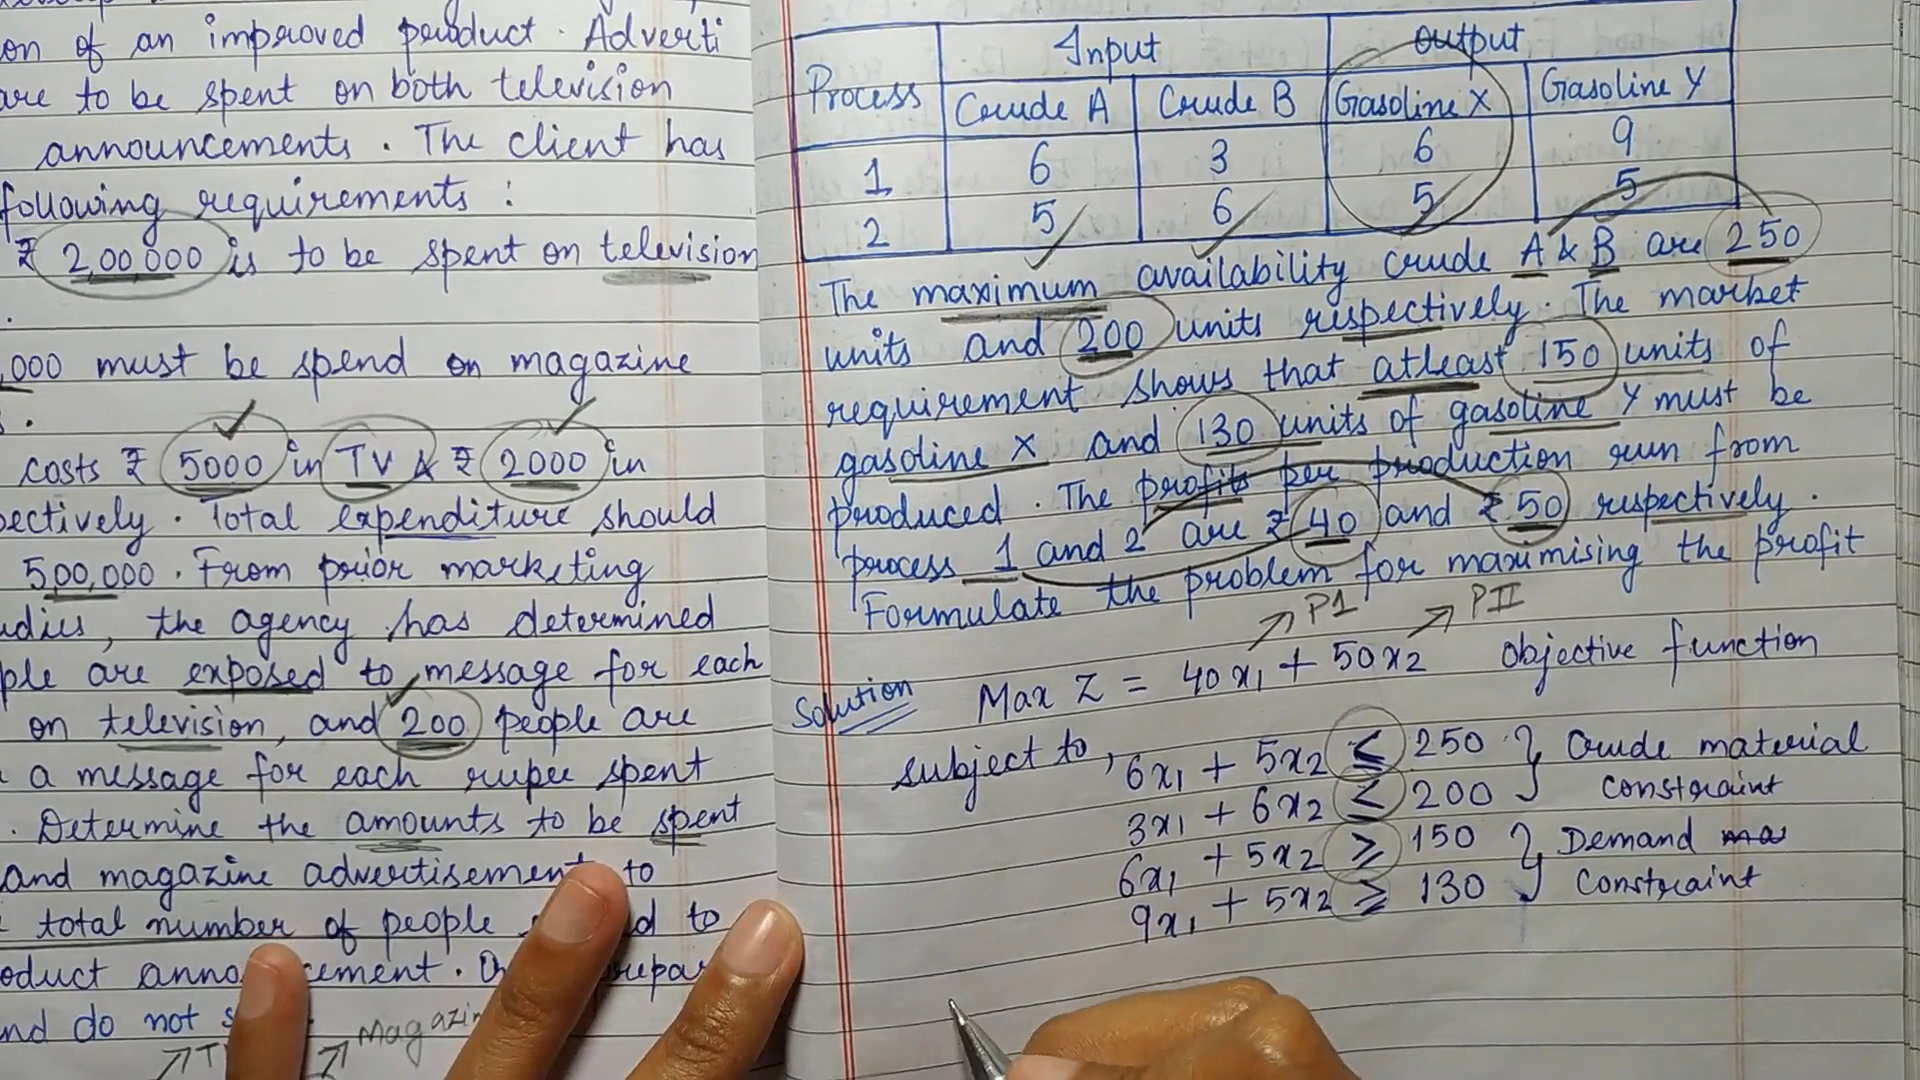 on of an improved product. Adverti
are to be spent on both television
announcements. The client has
following requirements:
₹ 2,00,000 is to be spent on television
.
,000 must be spend on magazine
.
costs ₹ 5000 in TV & ₹ 2000 in
pectively. Total expenditure should
500,000. From prior marketing
udies, the agency has determined
ple are exposed to message for each
on television, and 200 people are
a message for each rupee spent
. Determine the amounts to be spent
and magazine advertisement to
total number of people d to
oduct anno cement.
nd do not
Magazin
Process Input Output
Crude A Crude B Gasoline X Gasoline Y
1 6 3 6 9
2 5 6 5 5
The maximum availability crude A & B are 250
units and 200 units respectively. The market
requirement shows that atleast 150 units of
gasoline X and 130 units of gasoline Y must be
produced. The profits per production run from
process 1 and 2 are ₹ 40 and ₹ 50 respectively.
Formulate the problem for maximising the profit
P1 PII
Solution Max Z = 40x₁ + 50x₂ Objective function
subject to, 6x₁ + 5x₂ ≤ 250 } Crude material
3x₁ + 6x₂ ≤ 200 constraint
6x₁ + 5x₂ ≥ 150 } Demand
9x₁ + 5x₂ ≥ 130 Constraint